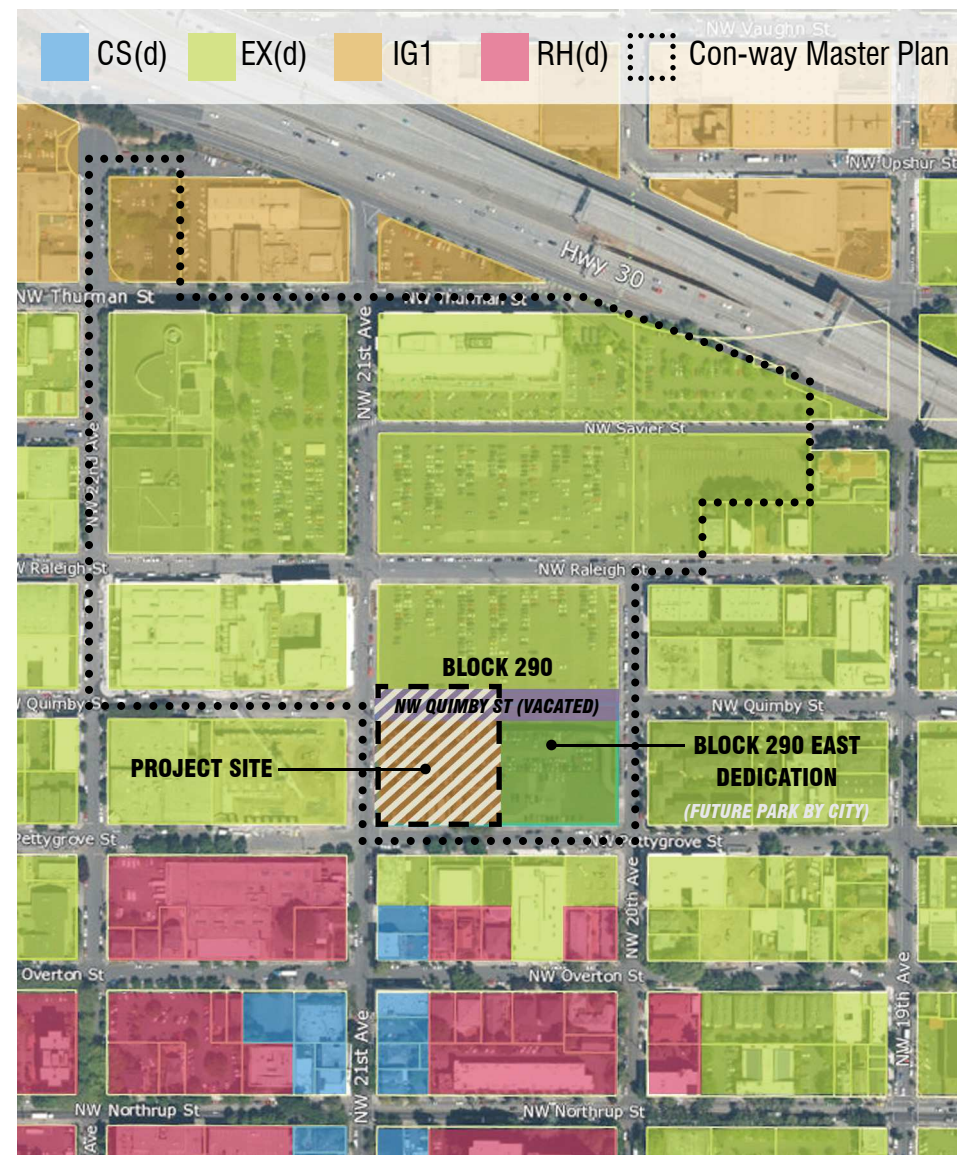 NW Vaughn St
CS(d)
EX(d)
IG1
RH(d)
Con-way Master Plan
NW Upshur St
Hwy 30
NW Thurman St
NW Thurman St
NW 21st Ave
NW 22nd Ave
NW Savier St
W Raleigh St
NW Raleigh St
BLOCK 290
Quimby St
NW QUIMBY ST (VACATED)
NW Quimby St
PROJECT SITE
BLOCK 290 EAST
DEDICATION
(FUTURE PARK BY CITY)
Pettygrove St
NW Pettygrove St
NW 20th Ave
Overton St
NW Overton St
NW 19th Ave
NW 21st Ave
NW Northrup St
NW Northrup St
Ave